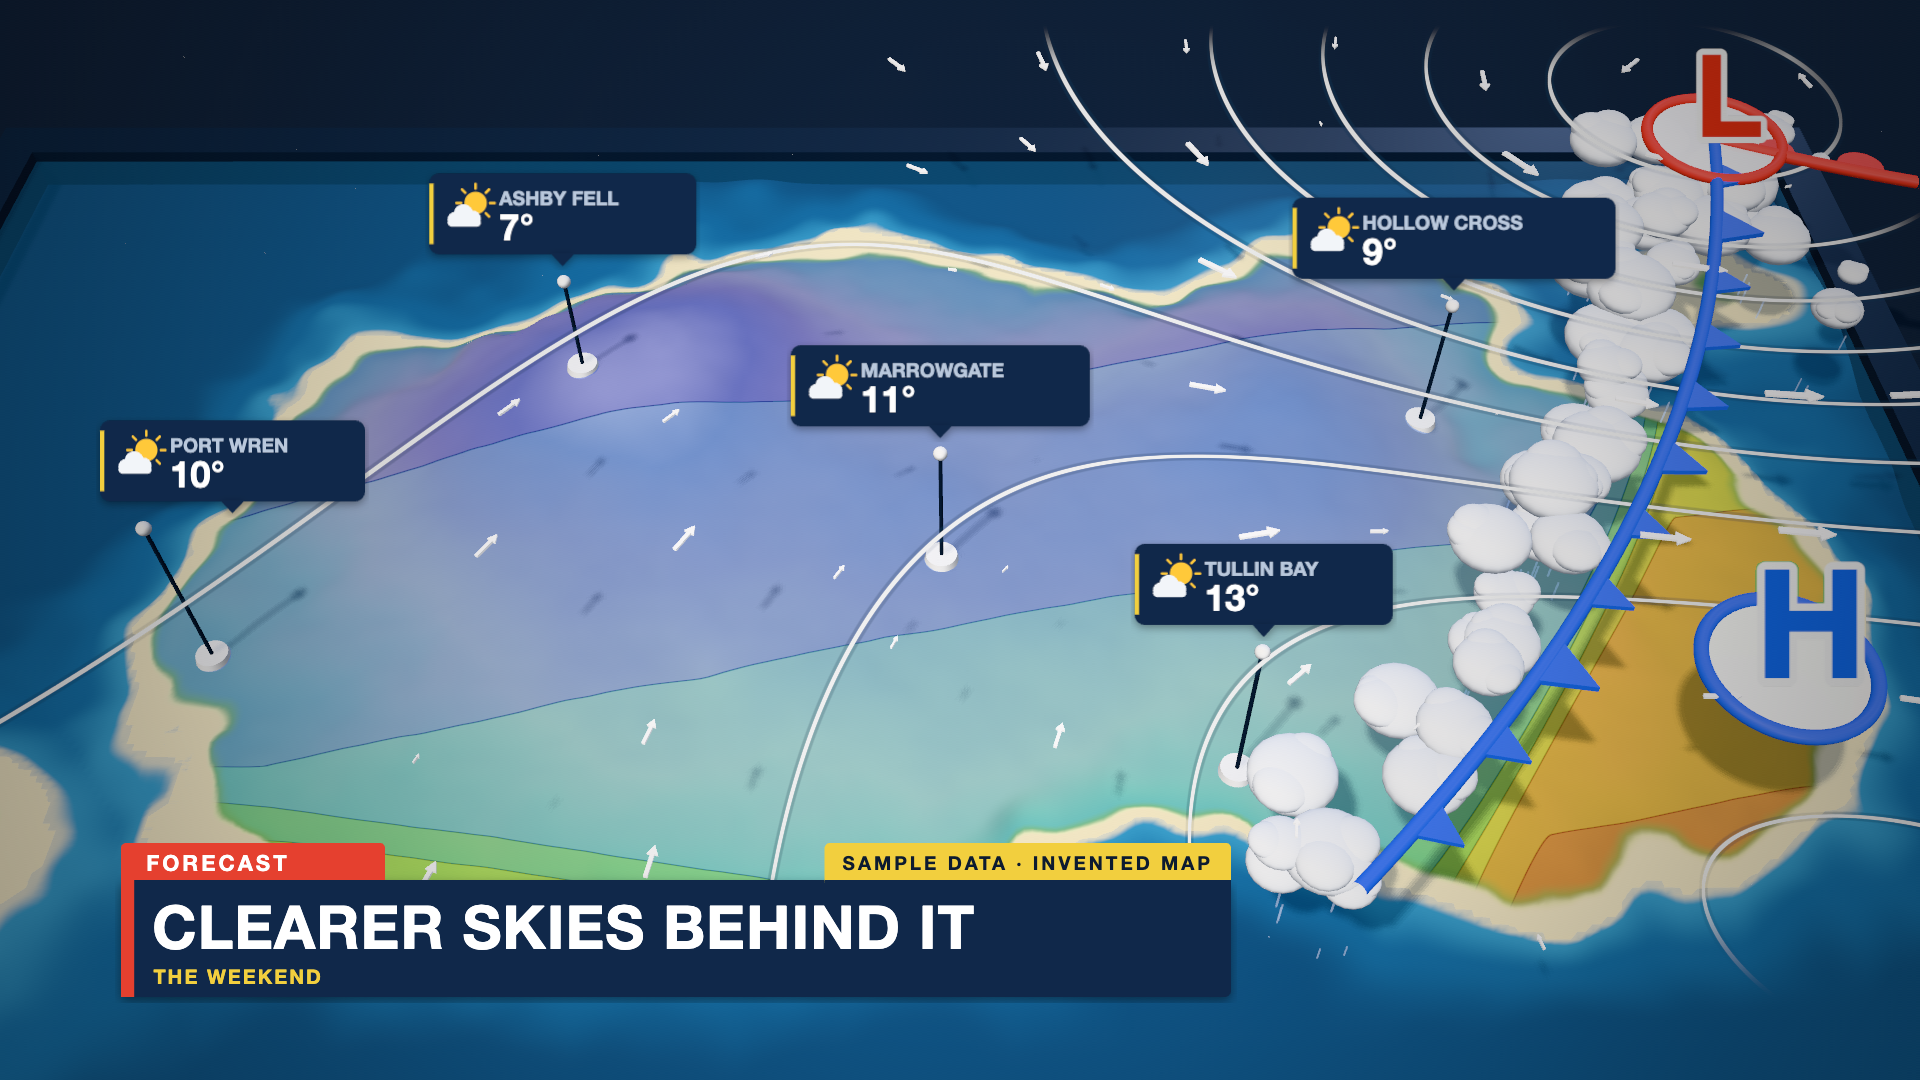 L
ASHBY FELL
7°
HOLLOW CROSS
9°
MARROWGATE
11°
PORT WREN
10°
TULLIN BAY
13°
H
FORECAST
SAMPLE DATA · INVENTED MAP
CLEARER SKIES BEHIND IT
THE WEEKEND